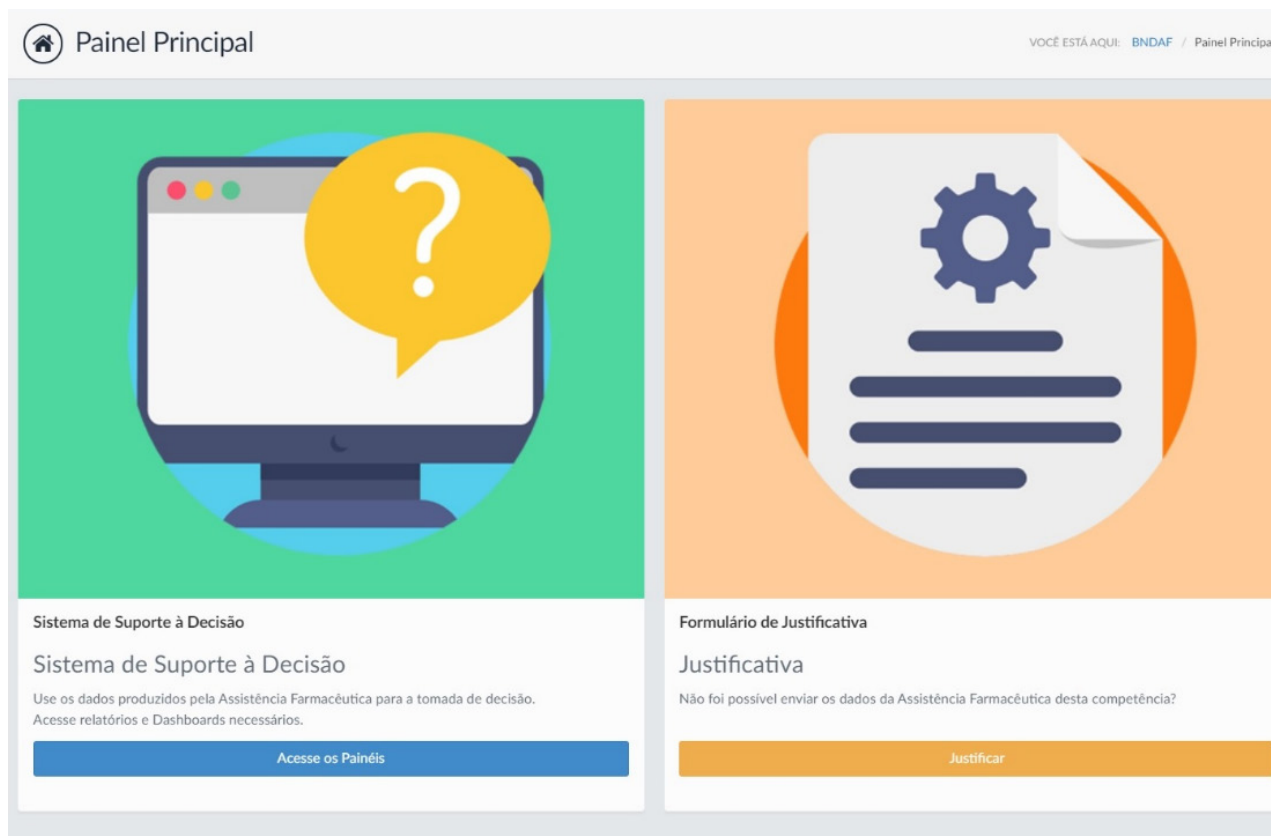 Painel Principal
VOCÊ ESTÁ AQUI: BNDAF / Painel Principa
?
Sistema de Suporte à Decisão
Sistema de Suporte à Decisão
Use os dados produzidos pela Assistência Farmacêutica para a tomada de decisão.
Acesse relatórios e Dashboards necessários.
Acesse os Painéis
Formulário de Justificativa
Justificativa
Não foi possível enviar os dados da Assistência Farmacêutica desta competência?
Justificar